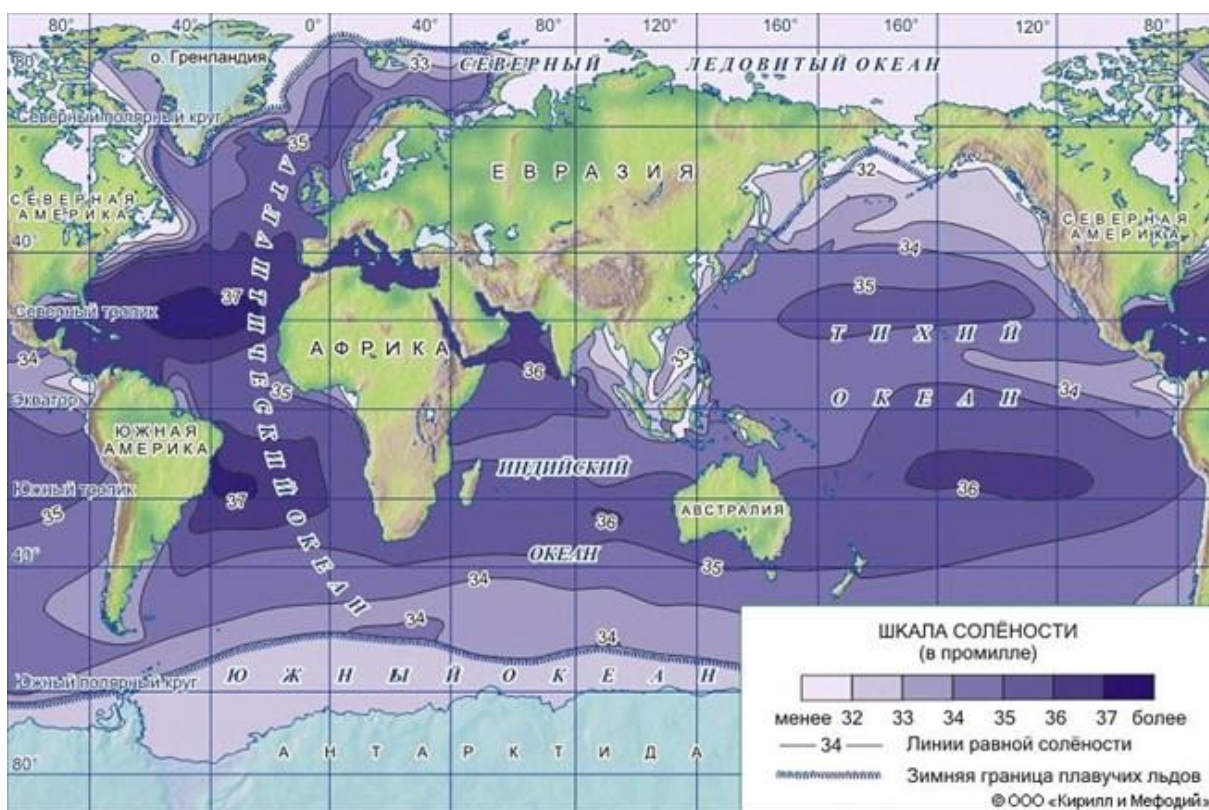 80° 40° 0° 40° 80° 120° 160° 160° 120° 80°
80°
о. Гренландия
33
СЕВЕРНЫЙ ЛЕДОВИТЫЙ ОКЕАН
Северный полярный круг
35
ЕВРАЗИЯ
32
СЕВЕРНАЯ
АМЕРИКА
СЕВЕРНАЯ
АМЕРИКА
40°
34
АТЛАНТИЧЕСКИЙ ОКЕАН
37
35
Северный тропик
ТИХИЙ
АФРИКА
34
33
36
35
34
Экватор
ОКЕАН
ЮЖНАЯ
АМЕРИКА
ИНДИЙСКИЙ
Южный тропик
37
36
35
36
АВСТРАЛИЯ
40°
ОКЕАН
35
34
34
34
ЮЖНЫЙ ОКЕАН
Южный полярный круг
АНТАРКТИДА
80°
ШКАЛА СОЛЁНОСТИ
(в промилле)
менее 32 33 34 35 36 37 более
34 Линии равной солёности
Зимняя граница плавучих льдов
© ООО «Кирилл и Мефодий»